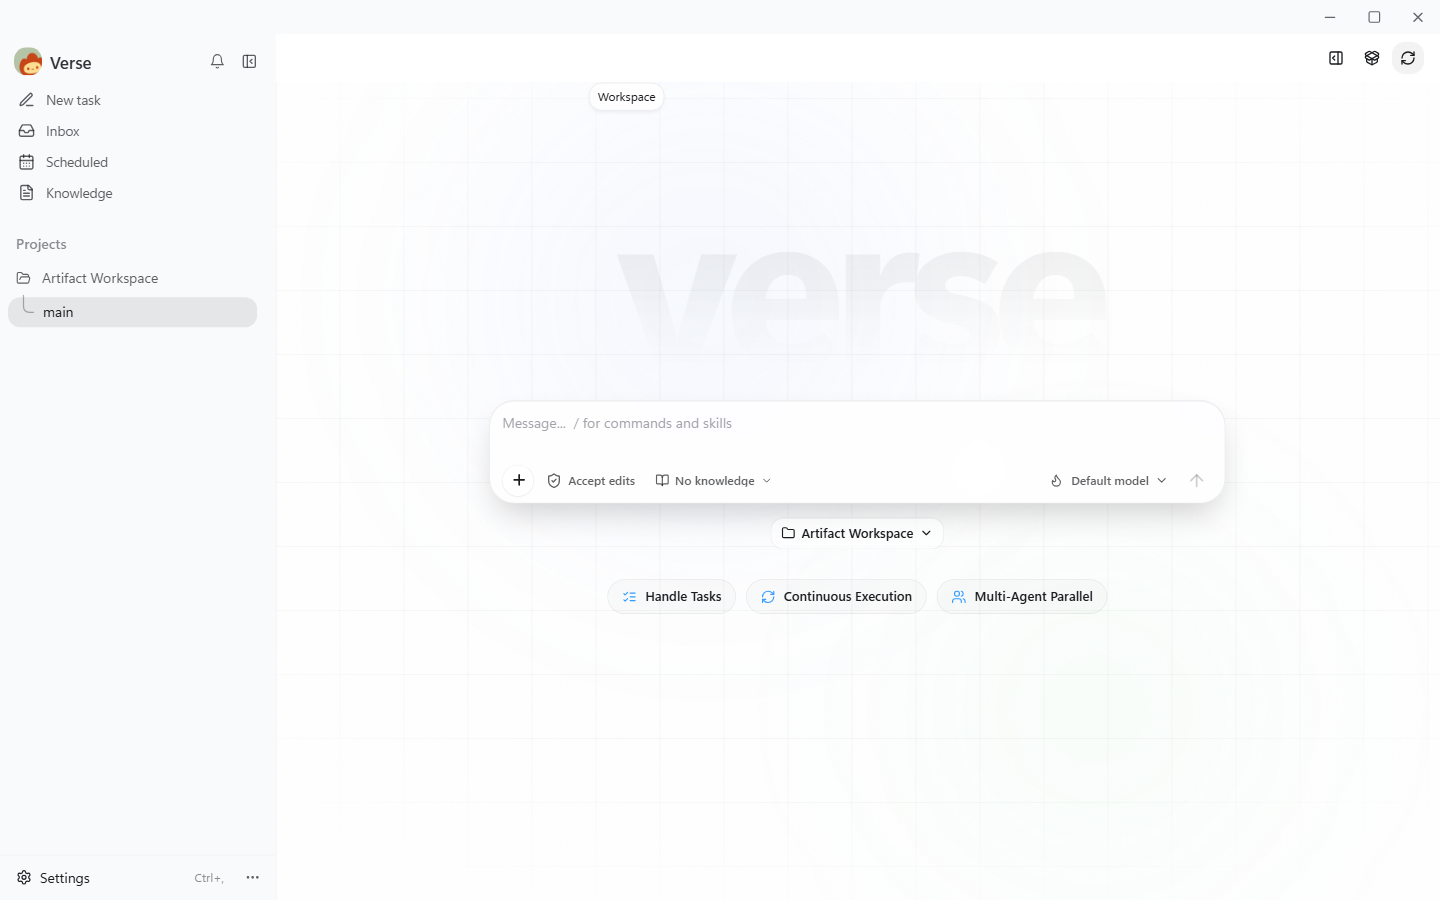 Verse
New task
Inbox
Scheduled
Knowledge
Projects
Artifact Workspace
main
Settings
Ctrl+,
Workspace
verse
Message... / for commands and skills
Accept edits
No knowledge
Default model
Artifact Workspace
Handle Tasks
Continuous Execution
Multi-Agent Parallel